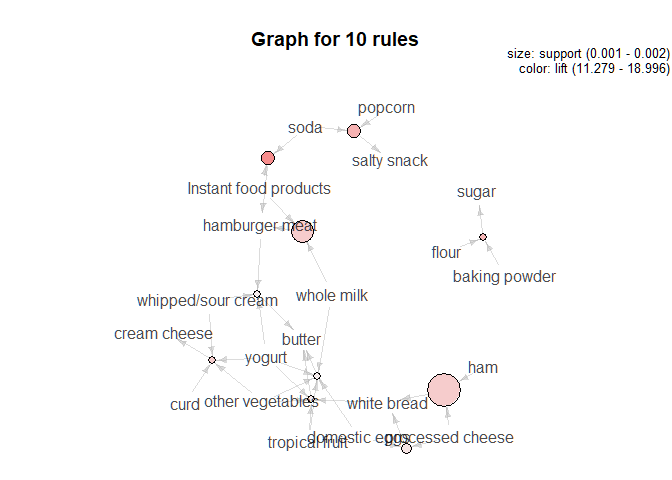 Graph for 10 rules
size: support (0.001 - 0.002)
color: lift (11.279 - 18.996)
popcorn
soda
salty snack
Instant food products
sugar
hamburger meat
flour
baking powder
whole milk
whipped/sour cream
cream cheese
butter
yogurt
ham
curd
other vegetables
white bread
domestic eggs
processed cheese
tropical fruit